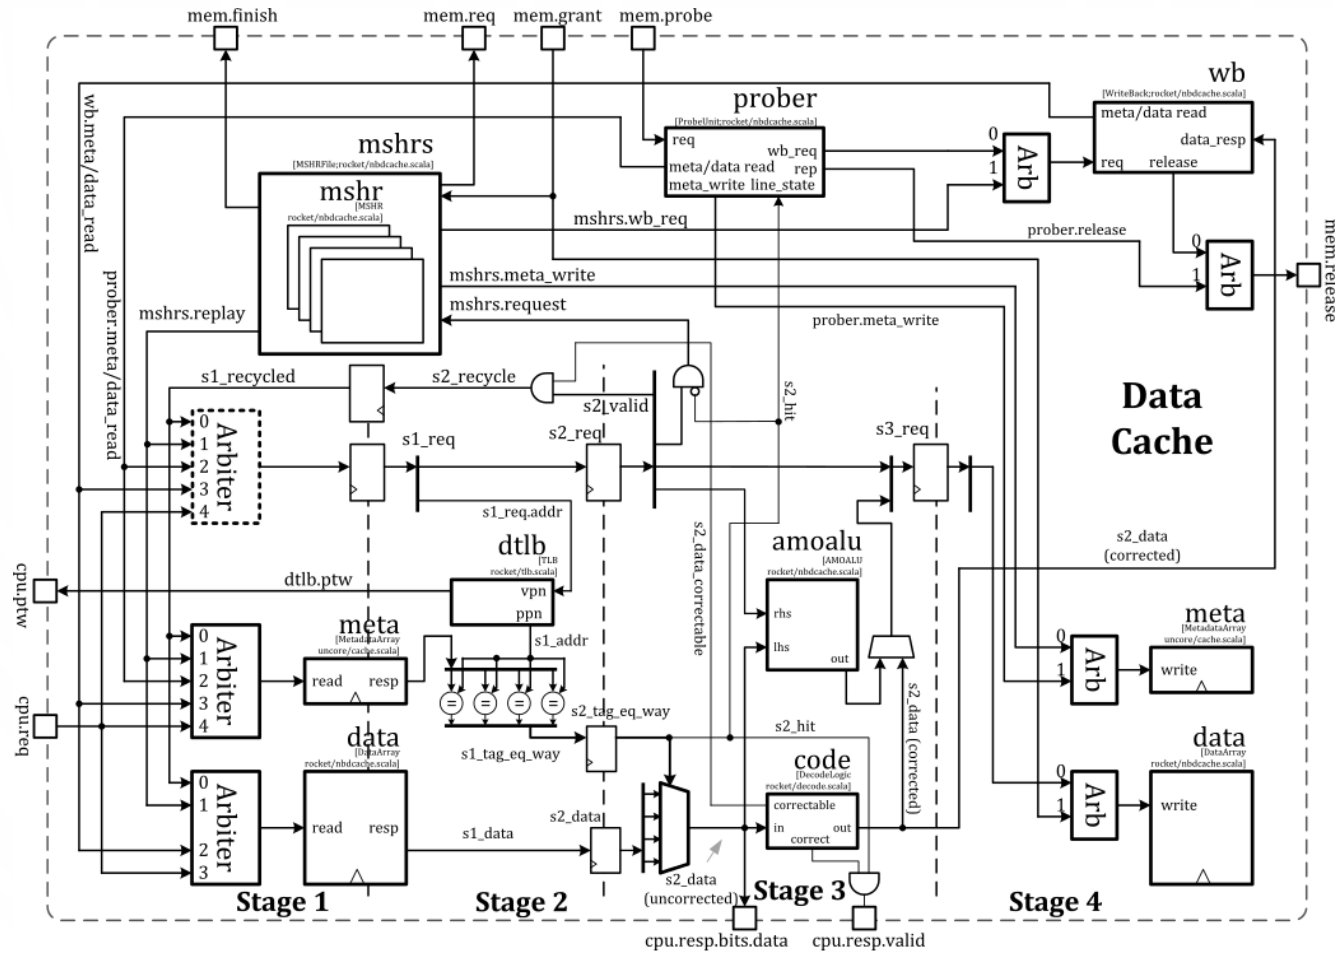 mem.finish
mem.req
mem.grant
mem.probe
wb
[WriteBack;rocket/nbdcache.scala]
meta/data read
data_resp
req
release
prober
[ProbeUnit;rocket/nbdcache.scala]
req
wb_req
meta/data read
rep
meta_write
line_state
0
1
Arb
mshrs
[MSHRFile;rocket/nbdcache.scala]
mshr
[MSHR
rocket/nbdcache.scala]
wb.meta/data_read
prober.meta/data_read
mshrs.wb_req
prober.release
0
1
Arb
mem.release
mshrs.meta_write
mshrs.request
mshrs.replay
prober.meta_write
s1_recycled
s2_recycle
s2_valid
s2_hit
Data
Cache
0
1
2
3
4
Arbiter
s1_req
s2_req
s3_req
s1_req.addr
s2_data_correctable
s2_data
(corrected)
dtlb
[TLB
rocket/tlb.scala]
vpn
ppn
dtlb.ptw
cpu.ptw
s1_addr
amoalu
[AMOALU
rocket/nbdcache.scala]
rhs
lhs
out
meta
[MetadataArray
uncore/cache.scala]
read
resp
0
1
2
3
4
Arbiter
cpu.req
=
=
=
=
s2_tag_eq_way
s1_tag_eq_way
s2_hit
s2_data (corrected)
meta
[MetadataArray
uncore/cache.scala]
write
0
1
Arb
data
[DataArray
rocket/nbdcache.scala]
read
resp
0
1
2
3
Arbiter
s1_data
s2_data
code
[DecodeLogic
rocket/decode.scala]
correctable
in
out
correct
s2_data
(uncorrected)
data
[DataArray
rocket/nbdcache.scala]
write
0
1
Arb
Stage 1
Stage 2
Stage 3
Stage 4
cpu.resp.bits.data
cpu.resp.valid